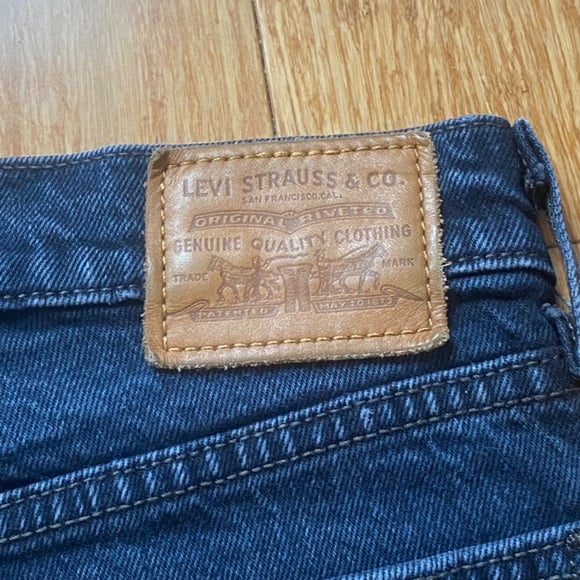 LEVI STRAUSS & CO.
SAN FRANCISCO, CAL.
ORIGINAL RIVETED
GENUINE QUALITY CLOTHING
TRADE MARK
PATENTED MAY 20 1873